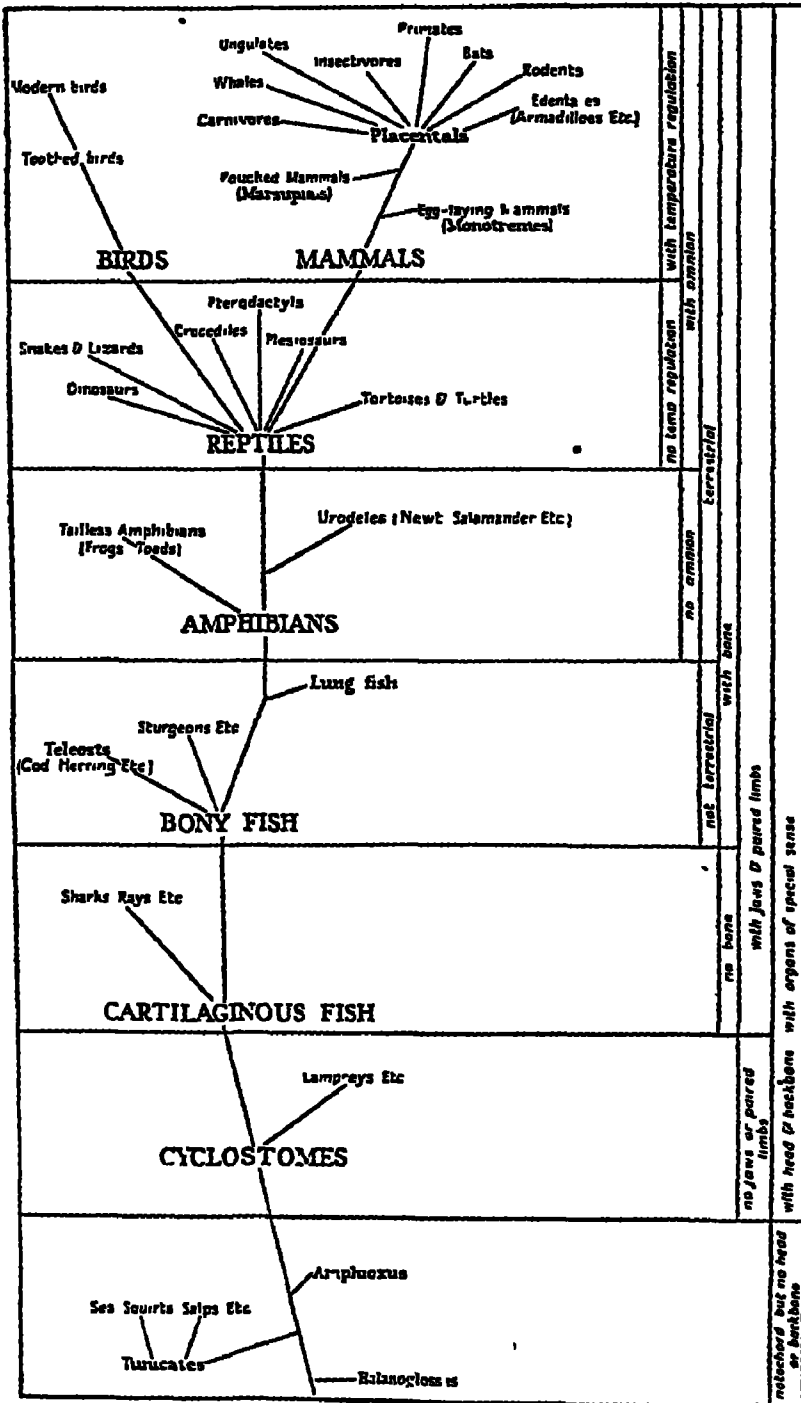 Primates
Ungulates
Insectivores
Bats
Modern birds
Whales
Rodents
Carnivores
Edenta es
(Armadilloes Etc)
Placentals
Toothed birds
Pouched Mammals
(Marsupials)
Egg-laying Mammals
(Monotremes)
BIRDS
MAMMALS
Pterodactyls
Crocodiles
Plesiosaurs
Snakes & Lizards
Dinosaurs
Tortoises & Turtles
REPTILES
Urodeles (Newt Salamander Etc)
Tailless Amphibians
(Frogs Toads)
AMPHIBIANS
Lung fish
Sturgeons Etc
Teleosts
(Cod Herring Etc)
BONY FISH
Sharks Rays Etc
CARTILAGINOUS FISH
Lampreys Etc
CYCLOSTOMES
Amphioxus
Sea Squirts Salps Etc
Tunicates
Balanogloss s
with temperature regulation
no temp regulation
with amnion
no amnion
terrestrial
not terrestrial
with bone
no bone
with jaws & paired limbs
no jaws or paired
limbs
with head & backbone with organs of special sense
notochord but no head
or backbone